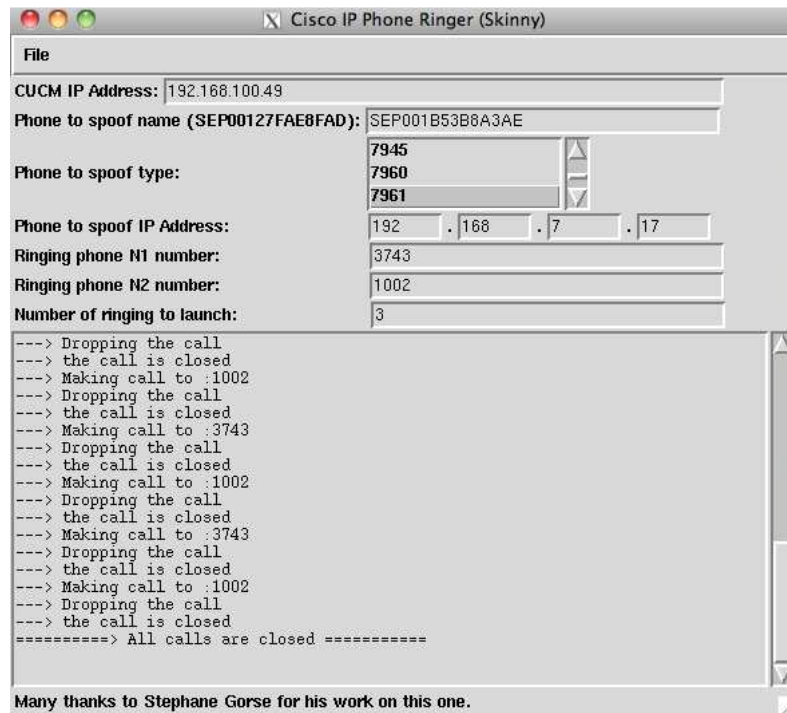 X Cisco IP Phone Ringer (Skinny)
File
CUCM IP Address: 192.168.100.49
Phone to spoof name (SEP00127FAE8FAD): SEP001B53B8A3AE
7945
Phone to spoof type: 7960
7961
Phone to spoof IP Address: 192 . 168 . 7 . 17
Ringing phone N1 number: 3743
Ringing phone N2 number: 1002
Number of ringing to launch: 3
---> Dropping the call
---> the call is closed
---> Making call to :1002
---> Dropping the call
---> the call is closed
---> Making call to :3743
---> Dropping the call
---> the call is closed
---> Making call to :1002
---> Dropping the call
---> the call is closed
---> Making call to :3743
---> Dropping the call
---> the call is closed
---> Making call to :1002
---> Dropping the call
---> the call is closed
==========> All calls are closed ===========
Many thanks to Stephane Gorse for his work on this one.